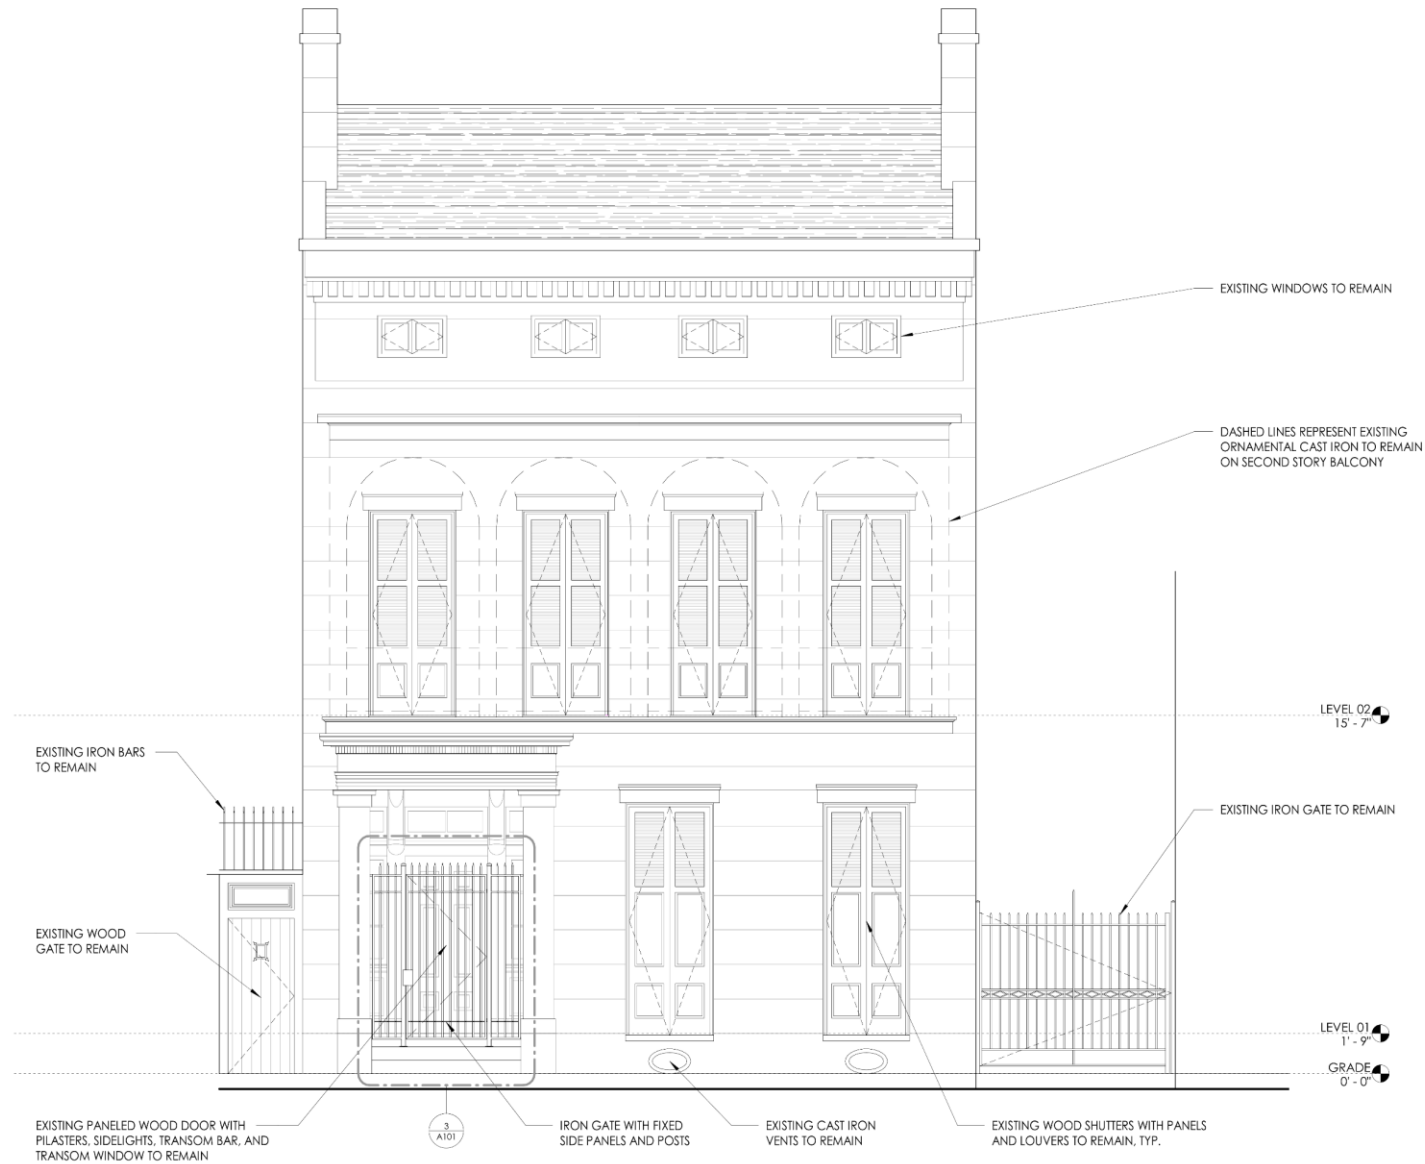 EXISTING WINDOWS TO REMAIN
DASHED LINES REPRESENT EXISTING
ORNAMENTAL CAST IRON TO REMAIN
ON SECOND STORY BALCONY
LEVEL 02
15' - 7"
EXISTING IRON BARS
TO REMAIN
EXISTING IRON GATE TO REMAIN
EXISTING WOOD
GATE TO REMAIN
LEVEL 01
1' - 9"
GRADE
0' - 0"
EXISTING PANELED WOOD DOOR WITH
PILASTERS, SIDELIGHTS, TRANSOM BAR, AND
TRANSOM WINDOW TO REMAIN
3
A101
IRON GATE WITH FIXED
SIDE PANELS AND POSTS
EXISTING CAST IRON
VENTS TO REMAIN
EXISTING WOOD SHUTTERS WITH PANELS
AND LOUVERS TO REMAIN, TYP.